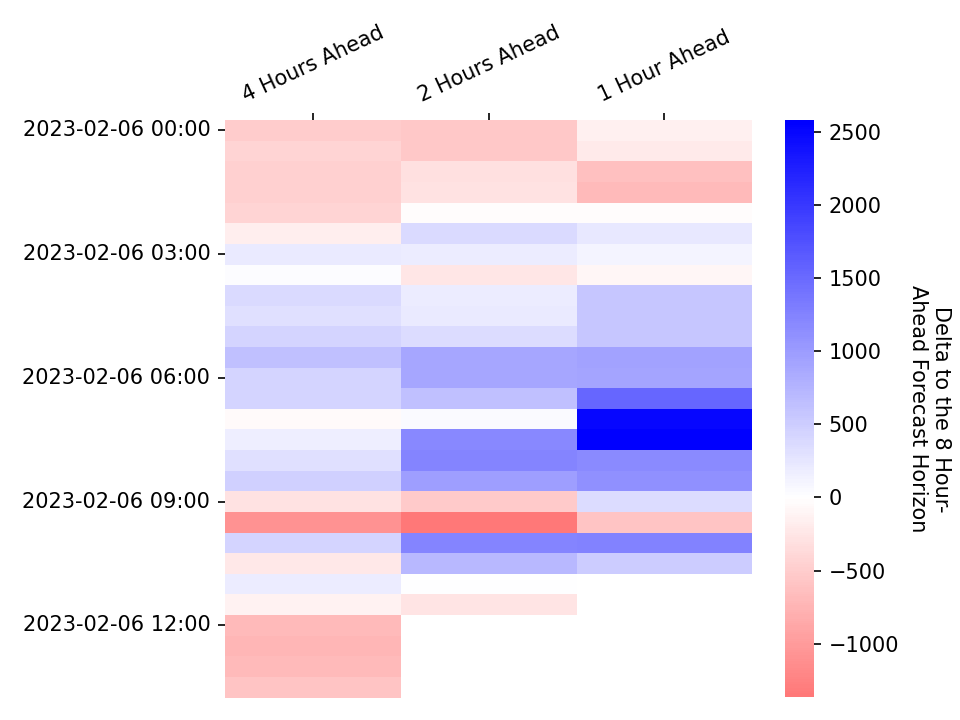 4 Hours Ahead
2 Hours Ahead
1 Hour Ahead
2023-02-06 00:00
2023-02-06 03:00
2023-02-06 06:00
2023-02-06 09:00
2023-02-06 12:00
2500
2000
1500
1000
500
0
−500
−1000
Delta to the 8 Hour-
Ahead Forecast Horizon